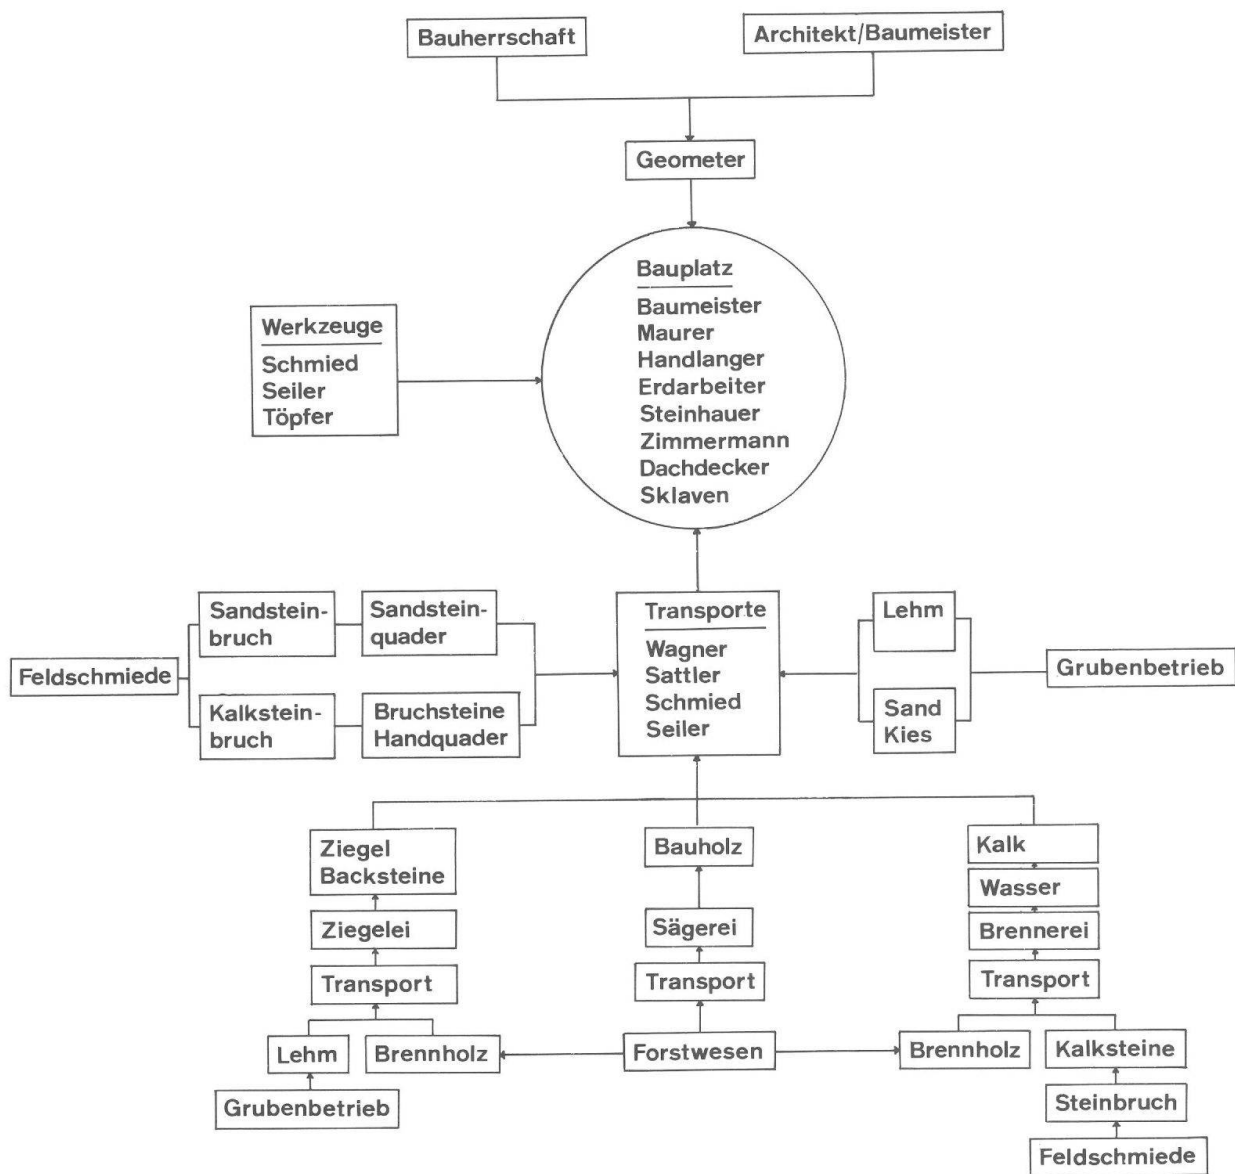 Bauherrschaft
Architekt/Baumeister
Geometer
Bauplatz
Baumeister
Maurer
Handlanger
Erdarbeiter
Steinhauer
Zimmermann
Dachdecker
Sklaven
Werkzeuge
Schmied
Seiler
Töpfer
Feldschmiede
Sandstein-
bruch
Sandstein-
quader
Kalkstein-
bruch
Bruchsteine
Handquader
Transporte
Wagner
Sattler
Schmied
Seiler
Lehm
Sand
Kies
Grubenbetrieb
Ziegel
Backsteine
Ziegelei
Transport
Lehm
Brennholz
Grubenbetrieb
Bauholz
Sägerei
Transport
Forstwesen
Kalk
Wasser
Brennerei
Transport
Brennholz
Kalksteine
Steinbruch
Feldschmiede